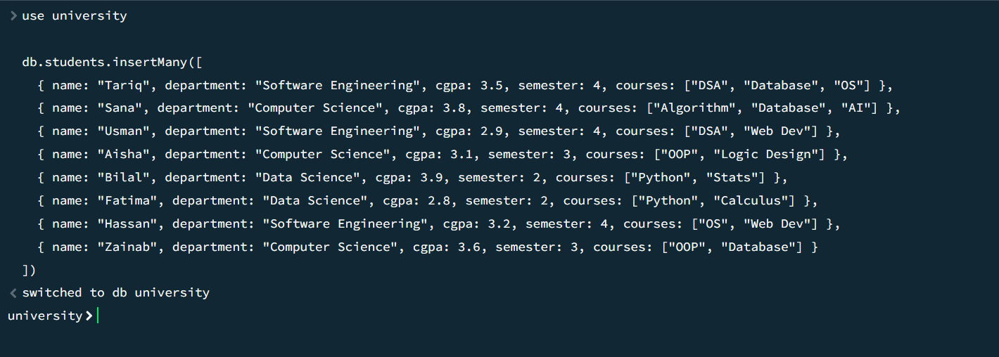 > use university
db.students.insertMany([
{ name: "Tariq", department: "Software Engineering", cgpa: 3.5, semester: 4, courses: ["DSA", "Database", "OS"] },
{ name: "Sana", department: "Computer Science", cgpa: 3.8, semester: 4, courses: ["Algorithm", "Database", "AI"] },
{ name: "Usman", department: "Software Engineering", cgpa: 2.9, semester: 4, courses: ["DSA", "Web Dev"] },
{ name: "Aisha", department: "Computer Science", cgpa: 3.1, semester: 3, courses: ["OOP", "Logic Design"] },
{ name: "Bilal", department: "Data Science", cgpa: 3.9, semester: 2, courses: ["Python", "Stats"] },
{ name: "Fatima", department: "Data Science", cgpa: 2.8, semester: 2, courses: ["Python", "Calculus"] },
{ name: "Hassan", department: "Software Engineering", cgpa: 3.2, semester: 4, courses: ["OS", "Web Dev"] },
{ name: "Zainab", department: "Computer Science", cgpa: 3.6, semester: 3, courses: ["OOP", "Database"] }
])
< switched to db university
university>